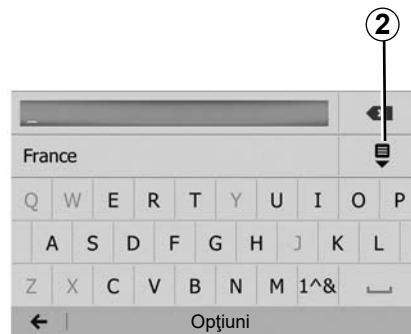 2
_
France
Q W E R T Y U I O P
A S D F G H J K L
Z X C V B N M 1^&
Opţiuni